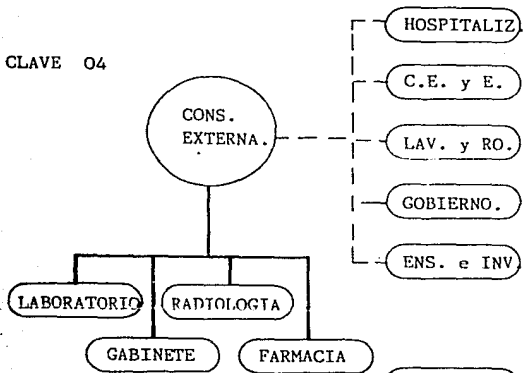 HOSPITALIZ.
CLAVE 04
C.E. y E.
CONS.
EXTERNA.
LAV. y RO.
GOBIERNO.
ENS. e INV.
LABORATORIO
RADIOLOGIA
GABINETE
FARMACIA